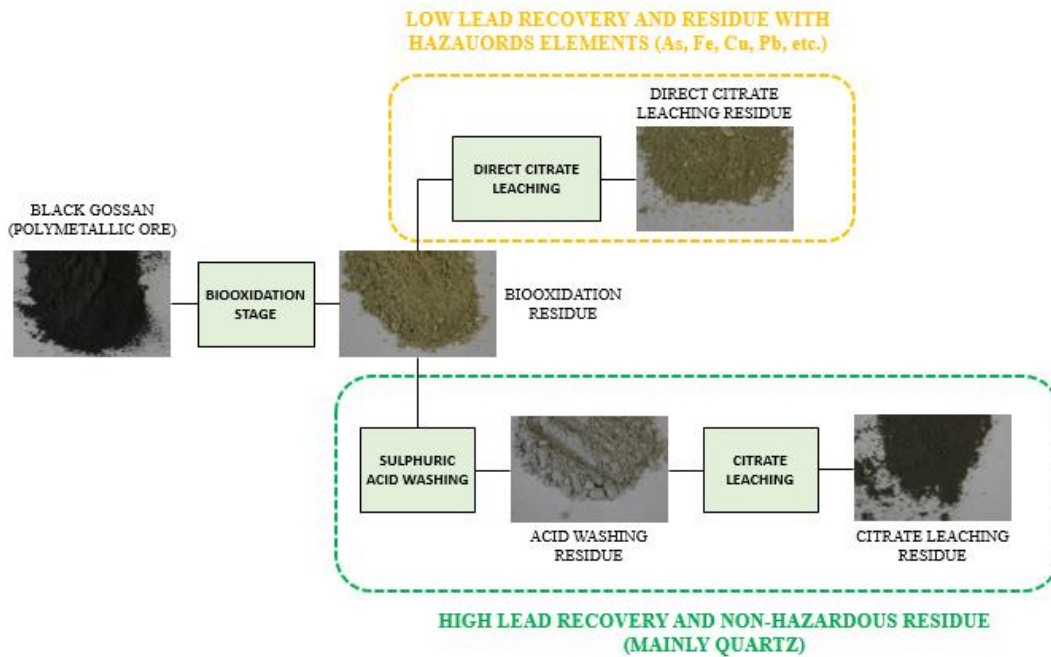 LOW LEAD RECOVERY AND RESIDUE WITH
HAZAUORDS ELEMENTS (As, Fe, Cu, Pb, etc.)
DIRECT CITRATE
LEACHING RESIDUE
DIRECT CITRATE
LEACHING
BLACK GOSSAN
(POLYMETALLIC ORE)
BIOOXIDATION
STAGE
BIOOXIDATION
RESIDUE
SULPHURIC
ACID WASHING
ACID WASHING
RESIDUE
CITRATE
LEACHING
CITRATE LEACHING
RESIDUE
HIGH LEAD RECOVERY AND NON-HAZARDOUS RESIDUE
(MAINLY QUARTZ)